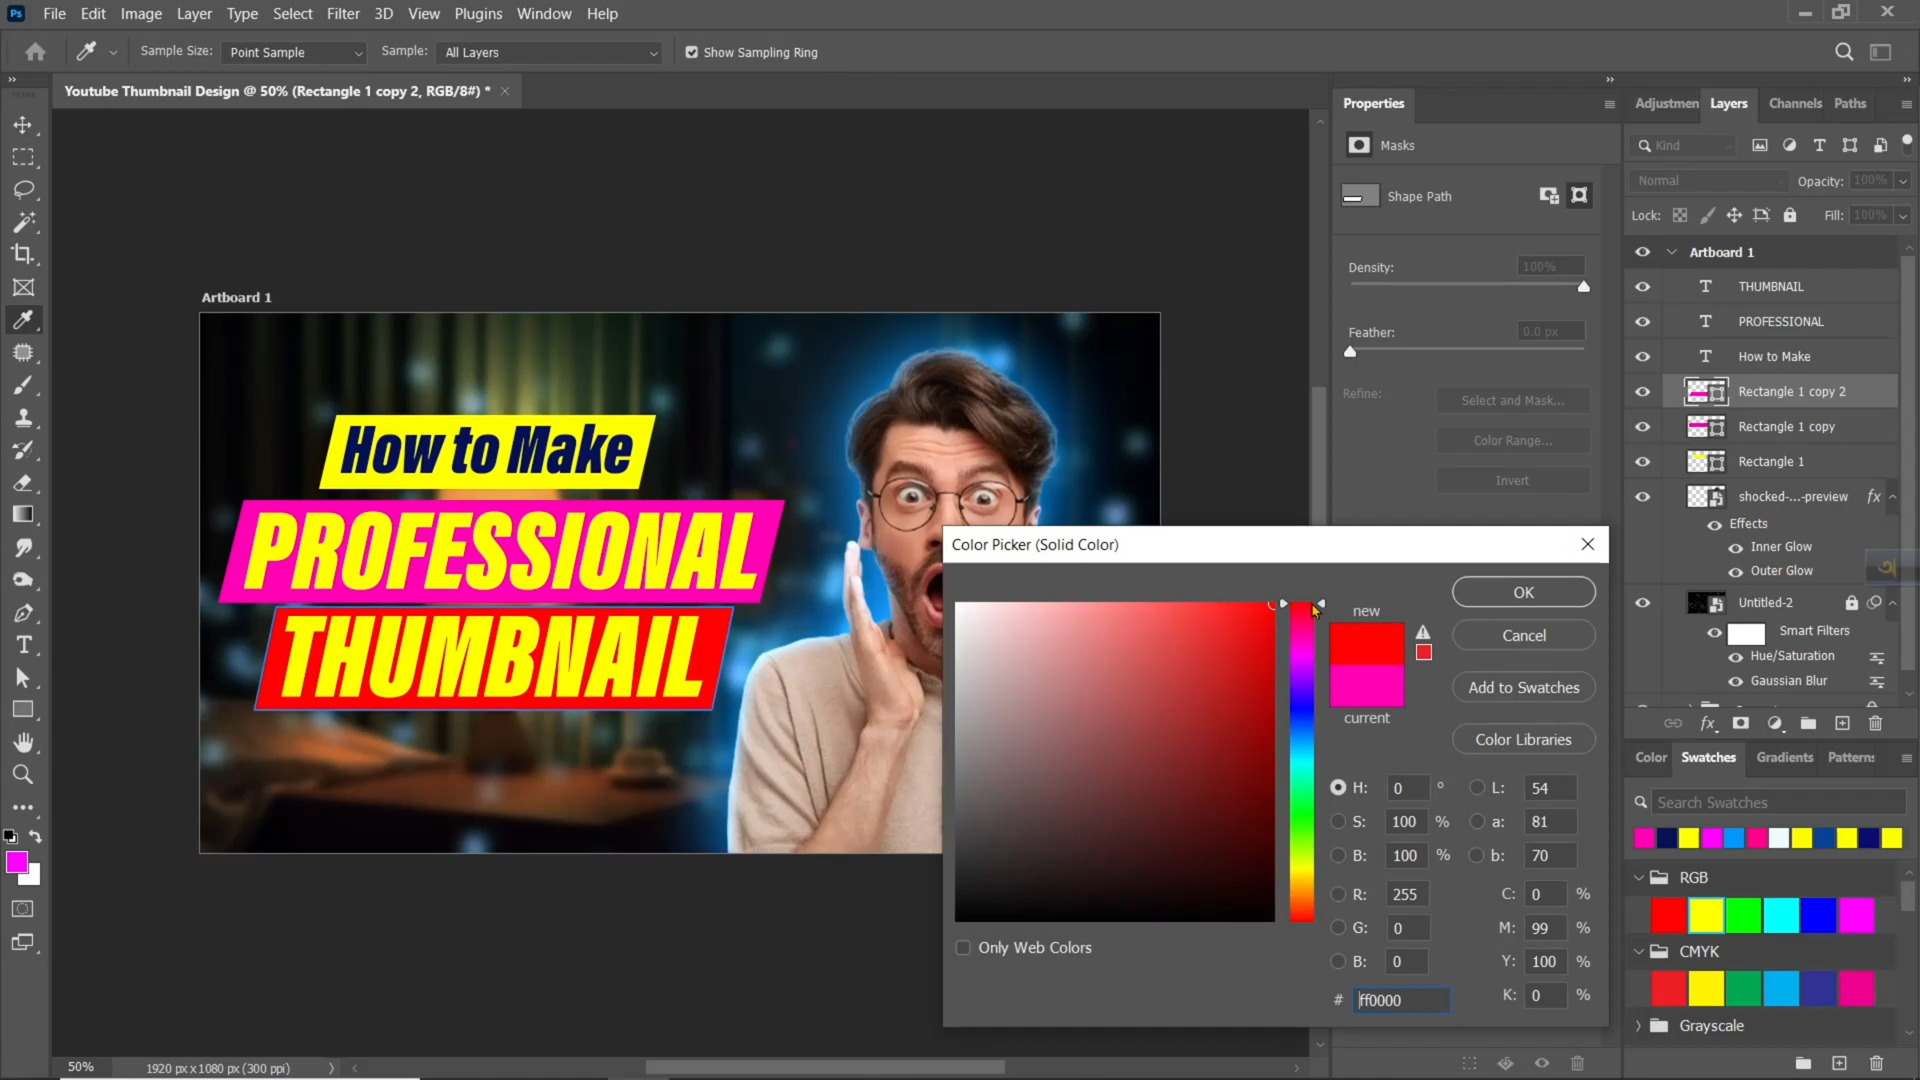 Ps File Edit Image Layer Type Select Filter 3D View Plugins Window Help
Sample Size: Point Sample Sample: All Layers Show Sampling Ring
Youtube Thumbnail Design @ 50% (Rectangle 1 copy 2, RGB/8#) *
Artboard 1
How to Make
PROFESSIONAL
THUMBNAIL
50% 1920 px x 1080 px (300 ppi)
Properties
Masks
Shape Path
Density: 100%
Feather: 0.0 px
Refine: Select and Mask...
Color Range...
Invert
Color Picker (Solid Color)
new
current
OK
Cancel
Add to Swatches
Color Libraries
H: 0 ° L: 54
S: 100 % a: 81
B: 100 % b: 70
R: 255 C: 0 %
G: 0 M: 99 %
B: 0 Y: 100 %
# ff0000 K: 0 %
Only Web Colors
Adjustmen Layers Channels Paths
Kind
Normal Opacity: 100%
Lock: Fill: 100%
Artboard 1
T THUMBNAIL
T PROFESSIONAL
T How to Make
Rectangle 1 copy 2
Rectangle 1 copy
Rectangle 1
shocked-...-preview fx
Effects
Inner Glow
Outer Glow
Untitled-2
Smart Filters
Hue/Saturation
Gaussian Blur
fx
Color Swatches Gradients Patterns
Search Swatches
RGB
CMYK
Grayscale